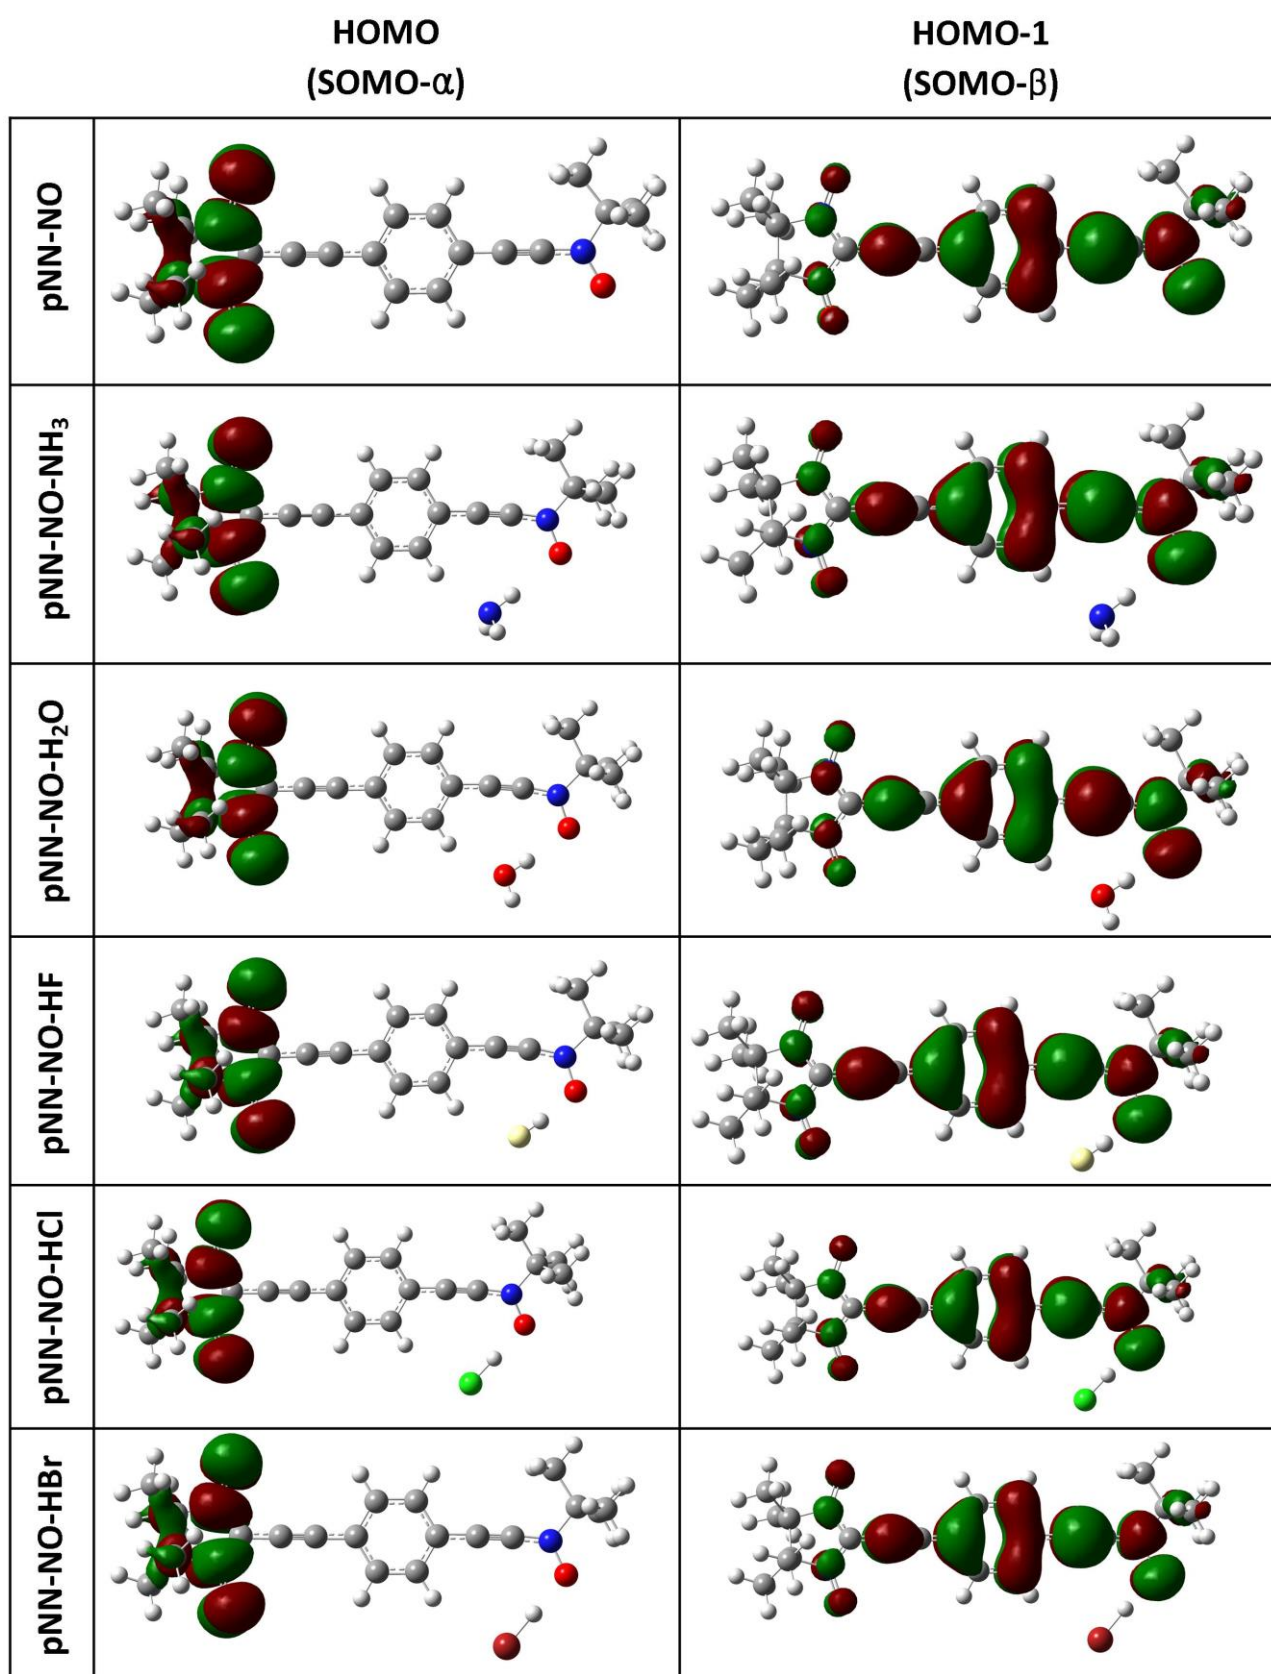 HOMO
(SOMO-α)
HOMO-1
(SOMO-β)
pNN-NO
pNN-NO-NH₃
pNN-NO-H₂O
pNN-NO-HF
pNN-NO-HCl
pNN-NO-HBr